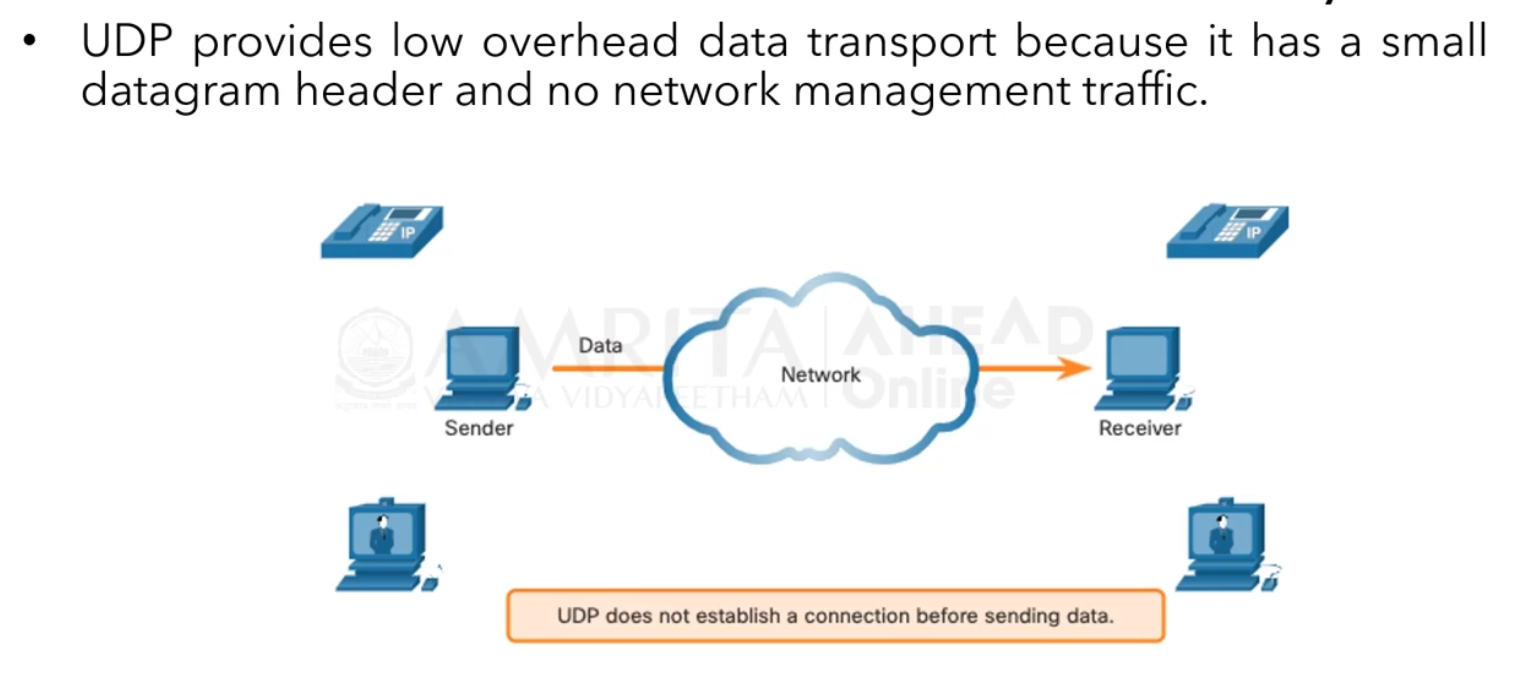 • UDP provides low overhead data transport because it has a small
datagram header and no network management traffic.
IP
IP
AMRITA AHEAD
VIDYAPEETHAM Online
Data
Network
Sender
Receiver
UDP does not establish a connection before sending data.